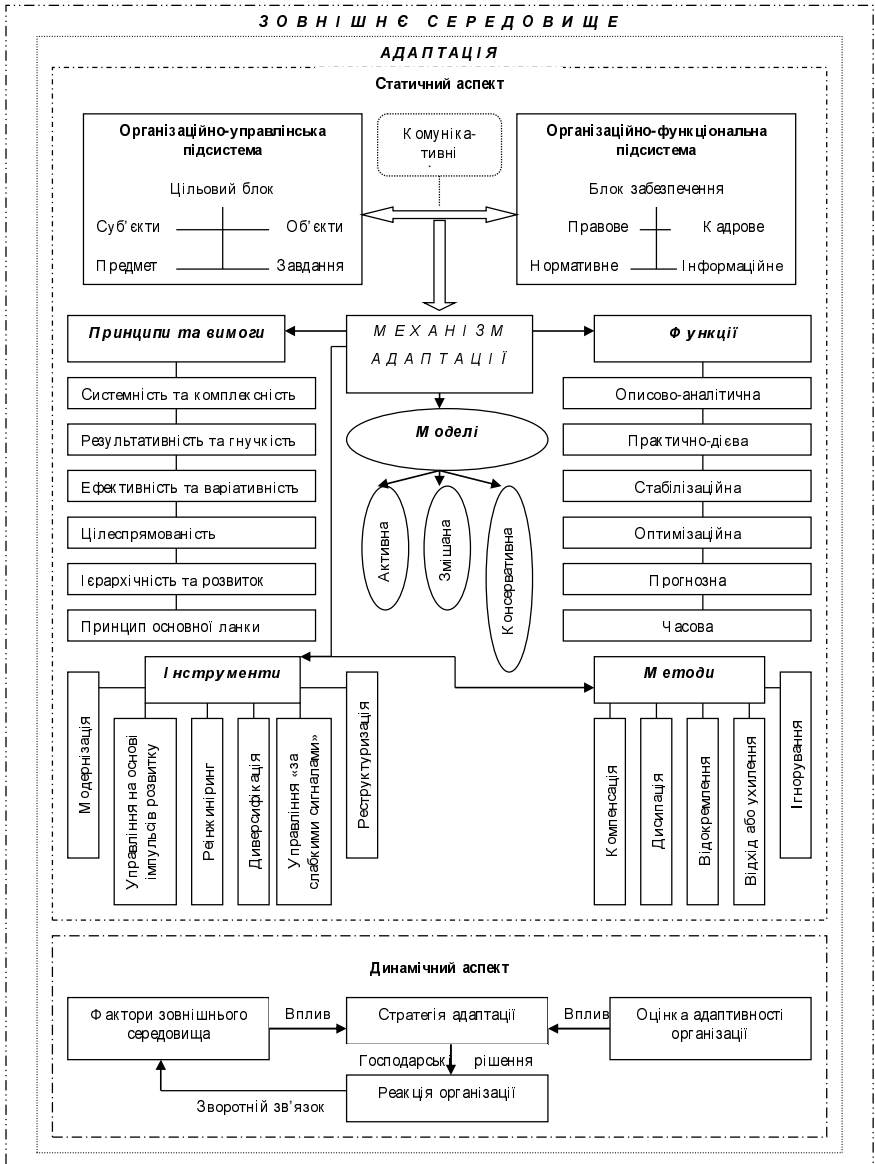 ЗОВНІШНЄ СЕРЕДОВИЩЕ
АДАПТАЦІЯ
Статичний аспект
Організаційно-управлінська
підсистема
Цільовий блок
Суб’єкти
Об’єкти
Предмет
Завдання
Комуніка-
тивні
Організаційно-функціональна
підсистема
Блок забезпечення
Правове
Кадрове
Нормативне
Інформаційне
Принципи та вимоги
МЕХАНІЗМ
АДАПТАЦІЇ
Функції
Системність та комплексність
Результативність та гнучкість
Ефективність та варіативність
Цілеспрямованість
Ієрархічність та розвиток
Принцип основної ланки
Моделі
Активна
Змішана
Консервативна
Описово-аналітична
Практично-дієва
Стабілізаційна
Оптимізаційна
Прогнозна
Часова
Інструменти
Модернізація
Управління на основі
імпульсів розвитку
Реінжиніринг
Диверсифікація
Управління «за
слабкими сигналами»
Реструктуризація
Методи
Компенсація
Дисипація
Відокремлення
Відхід або ухилення
Ігнорування
Динамічний аспект
Фактори зовнішнього
середовища
Вплив
Стратегія адаптації
Вплив
Оцінка адаптивності
організації
Господарські рішення
Реакція організації
Зворотній зв’язок